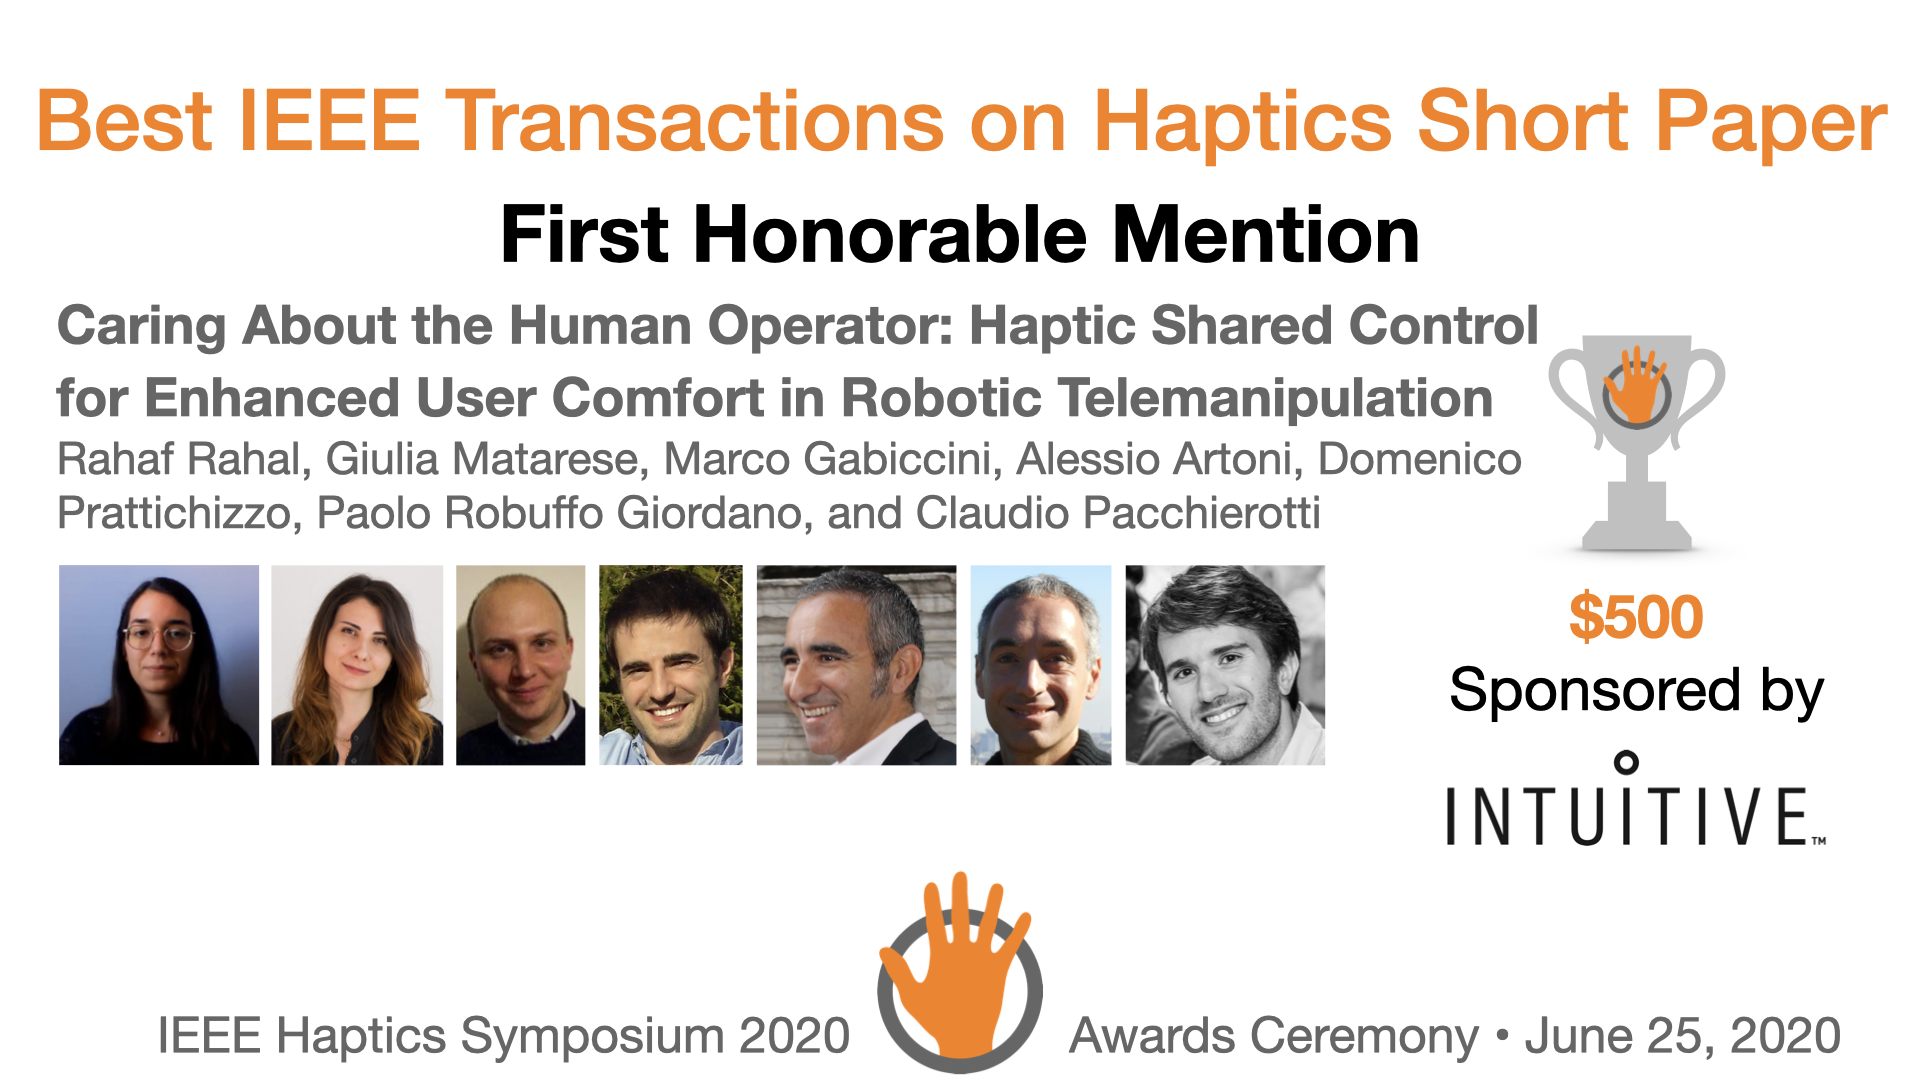 Best IEEE Transactions on Haptics Short Paper
First Honorable Mention
Caring About the Human Operator: Haptic Shared Control
for Enhanced User Comfort in Robotic Telemanipulation
Rahaf Rahal, Giulia Matarese, Marco Gabiccini, Alessio Artoni, Domenico
Prattichizzo, Paolo Robuffo Giordano, and Claudio Pacchierotti
$500
Sponsored by
INTUITIVE™
IEEE Haptics Symposium 2020
Awards Ceremony • June 25, 2020